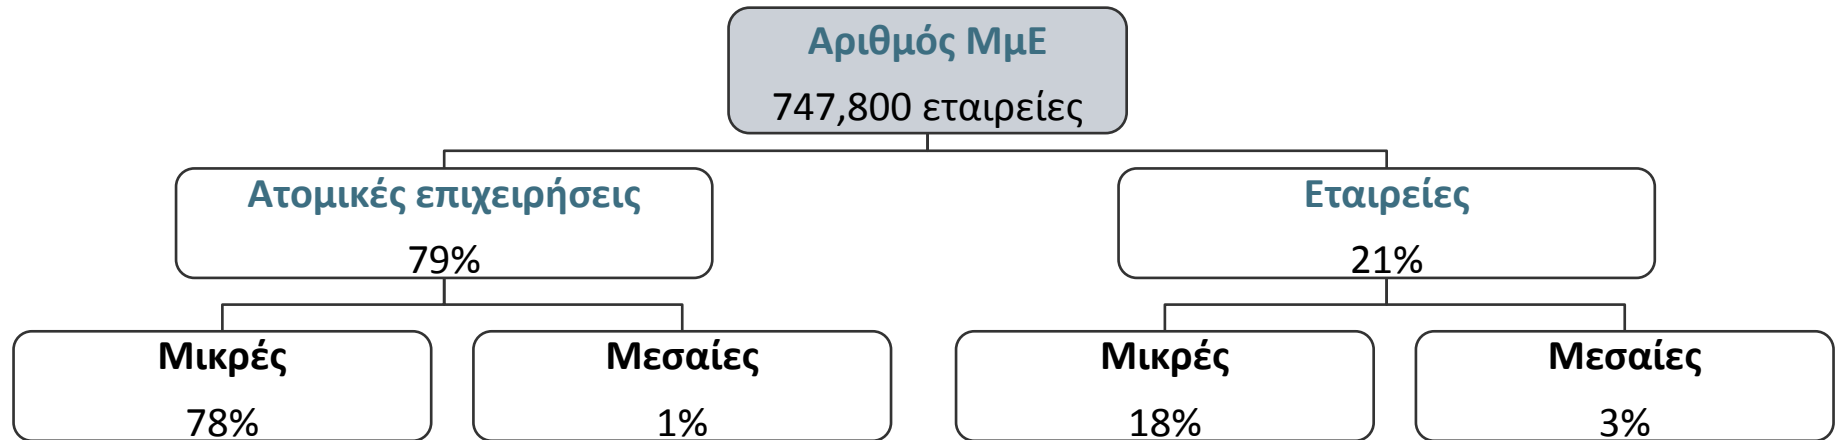 Αριθμός ΜμΕ
747,800 εταιρείες
Ατομικές επιχειρήσεις
79%
Εταιρείες
21%
Μικρές
78%
Μεσαίες
1%
Μικρές
18%
Μεσαίες
3%